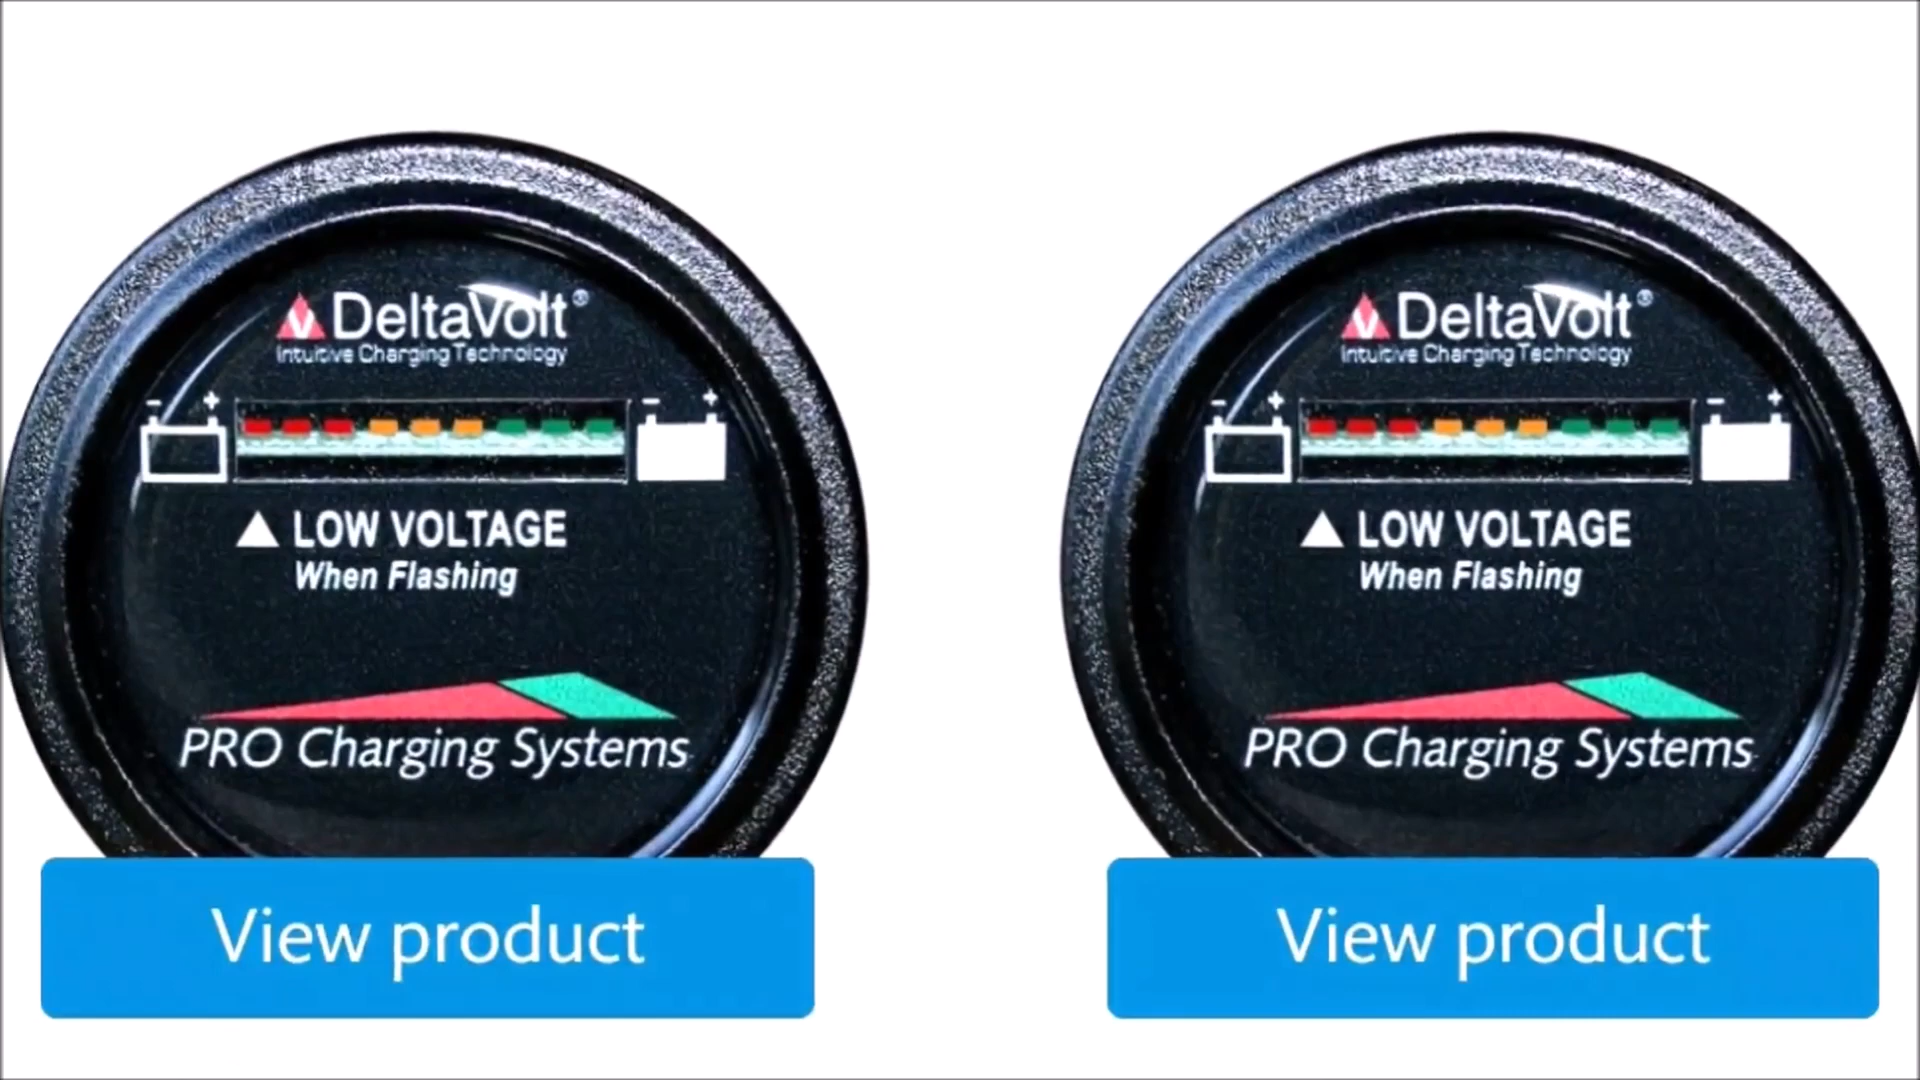 DeltaVolt®
Intuitive Charging Technology
- +
- +
LOW VOLTAGE
When Flashing
PRO Charging Systems
View product
DeltaVolt®
Intuitive Charging Technology
- +
- +
LOW VOLTAGE
When Flashing
PRO Charging Systems
View product